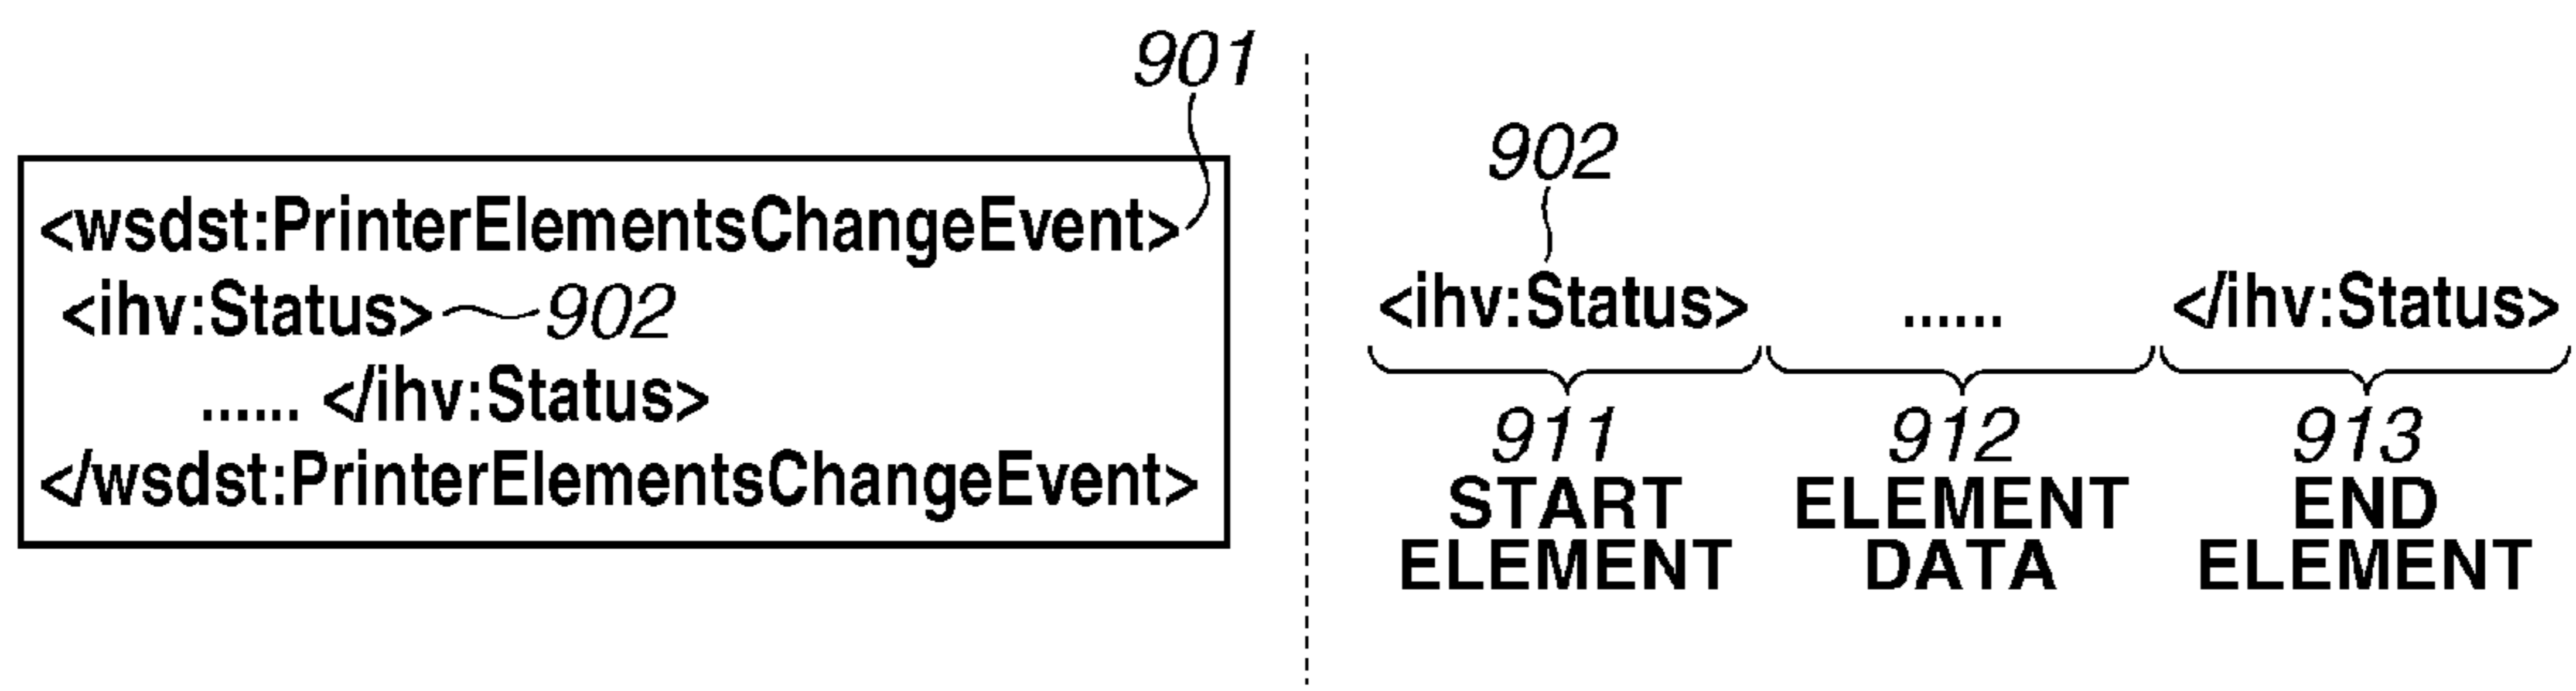 901
<wsdst:PrinterElementsChangeEvent>
<ihv:Status> 902
...... </ihv:Status>
</wsdst:PrinterElementsChangeEvent>
902
<ihv:Status> ...... </ihv:Status>
911 912 913
START ELEMENT END
ELEMENT DATA ELEMENT